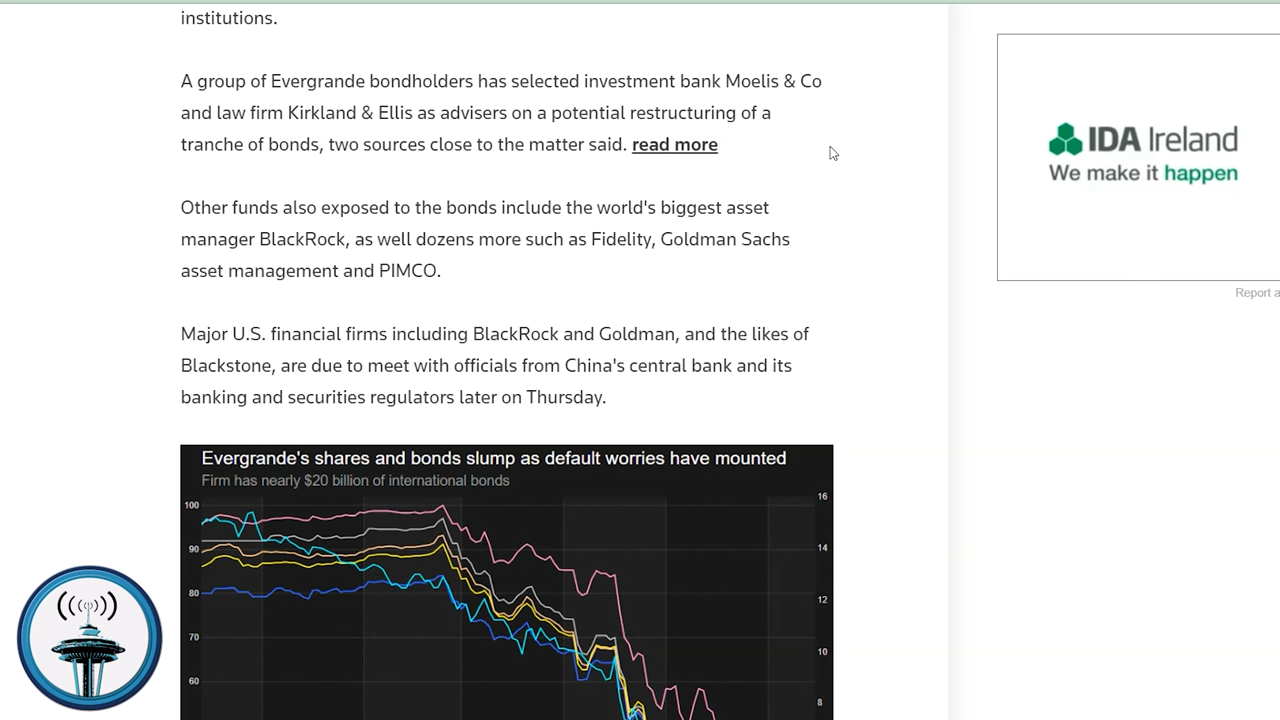 institutions.
A group of Evergrande bondholders has selected investment bank Moelis & Co
and law firm Kirkland & Ellis as advisers on a potential restructuring of a
tranche of bonds, two sources close to the matter said. read more
Other funds also exposed to the bonds include the world's biggest asset
manager BlackRock, as well dozens more such as Fidelity, Goldman Sachs
asset management and PIMCO.
Major U.S. financial firms including BlackRock and Goldman, and the likes of
Blackstone, are due to meet with officials from China's central bank and its
banking and securities regulators later on Thursday.
Evergrande's shares and bonds slump as default worries have mounted
Firm has nearly $20 billion of international bonds
100
90
80
70
60
16
14
12
10
8
IDA Ireland
We make it happen
Report a